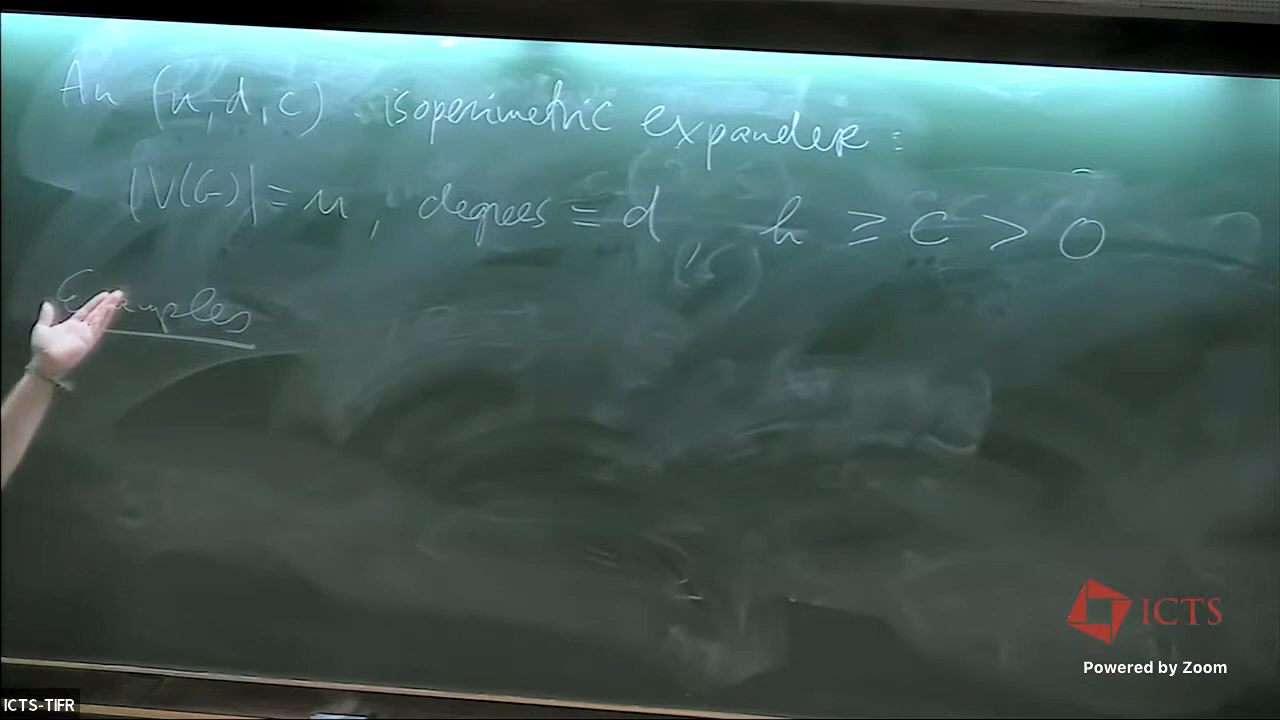 An (n, d, c) isoperimetric expander :
|V(G)| = n, degrees = d h ≥ c > 0
Examples
ICTS
Powered by Zoom
ICTS-TIFR